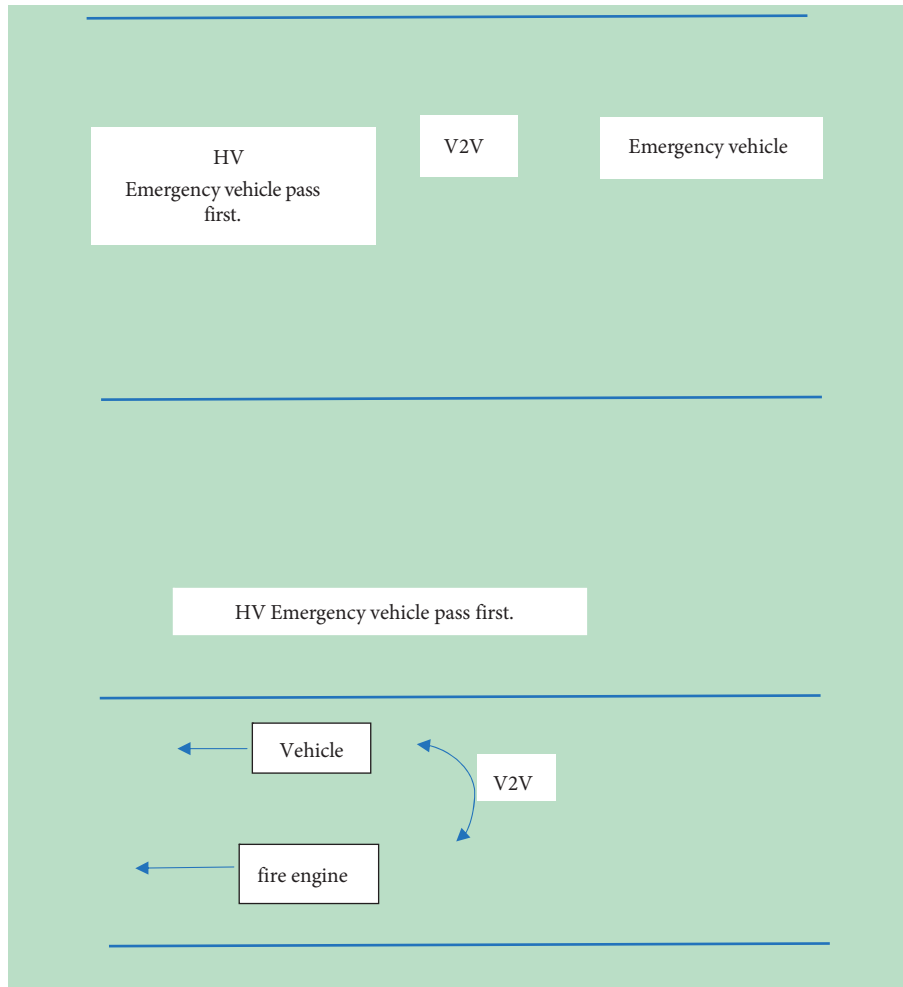 HV
Emergency vehicle pass
first.
V2V
Emergency vehicle
HV Emergency vehicle pass first.
Vehicle
V2V
fire engine